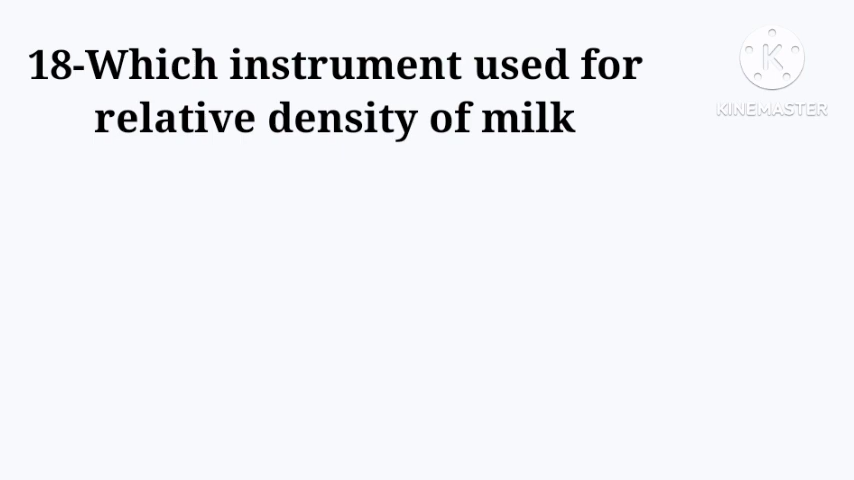 18-Which instrument used for
relative density of milk
K
KINEMASTER